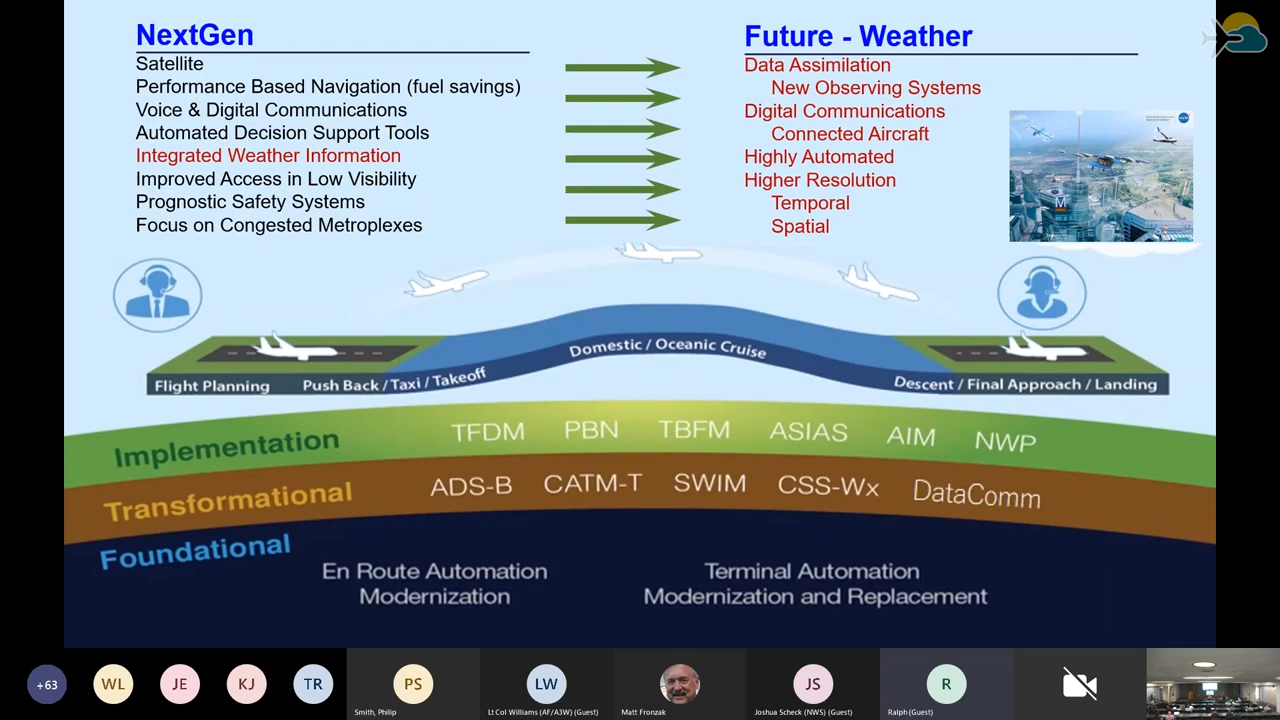 NextGen
Satellite
Performance Based Navigation (fuel savings)
Voice & Digital Communications
Automated Decision Support Tools
Integrated Weather Information
Improved Access in Low Visibility
Prognostic Safety Systems
Focus on Congested Metroplexes
Future - Weather
Data Assimilation
New Observing Systems
Digital Communications
Connected Aircraft
Highly Automated
Higher Resolution
Temporal
Spatial
M
Domestic / Oceanic Cruise
Flight Planning
Push Back / Taxi / Takeoff
Descent / Final Approach / Landing
Implementation
TFDM PBN TBFM ASIAS AIM NWP
Transformational
ADS-B CATM-T SWIM CSS-Wx DataComm
Foundational
En Route Automation
Modernization
Terminal Automation
Modernization and Replacement
+63
WL
JE
KJ
TR
PS
Smith, Philip
LW
Lt Col Williams (AF/A3W) (Guest)
Matt Fronzak
JS
Joshua Scheck (NWS) (Guest)
R
Ralph (Guest)